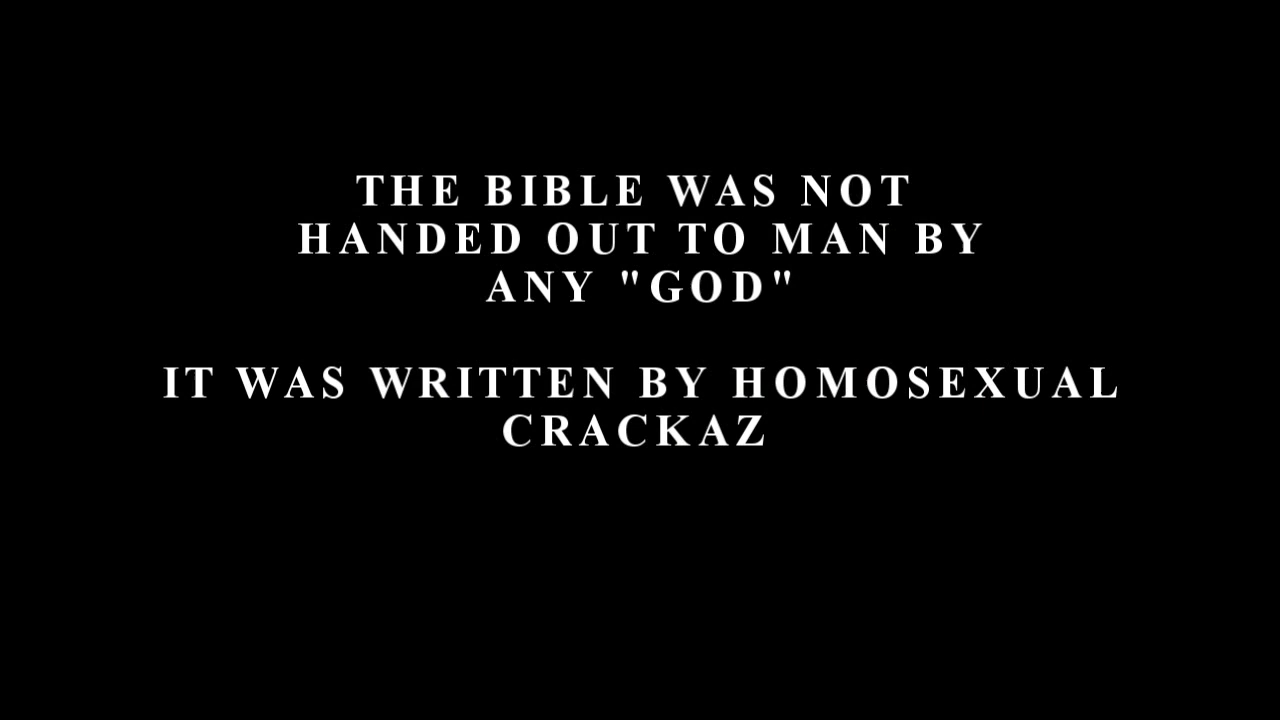 THE BIBLE WAS NOT
HANDED OUT TO MAN BY
ANY "GOD"
IT WAS WRITTEN BY HOMOSEXUAL
CRACKAZ